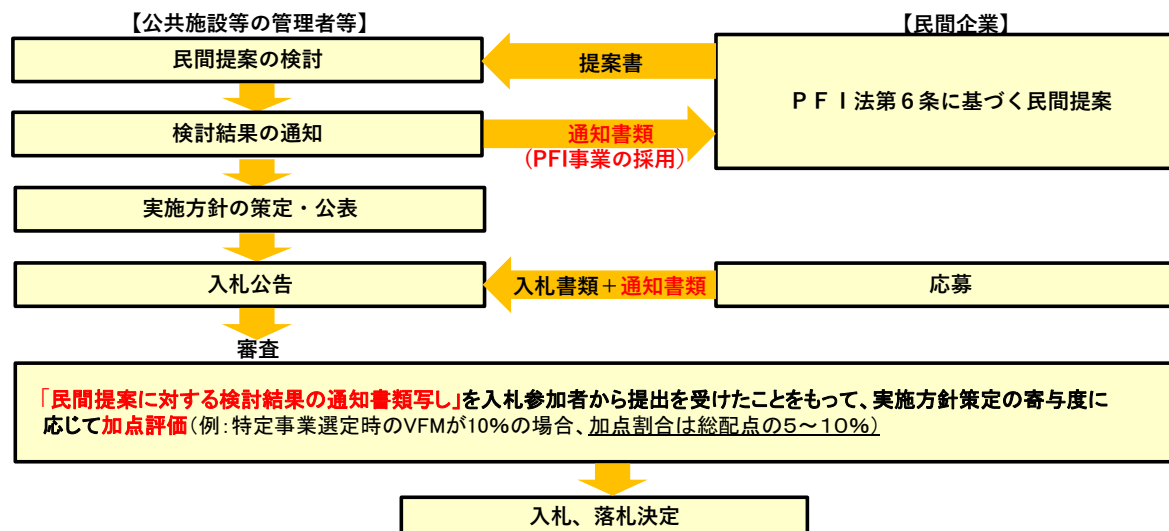 【公共施設等の管理者等】
【民間企業】
民間提案の検討
提案書
PFI法第6条に基づく民間提案
検討結果の通知
通知書類
(PFI事業の採用)
実施方針の策定・公表
入札公告
入札書類+通知書類
応募
審査
「民間提案に対する検討結果の通知書類写し」を入札参加者から提出を受けたことをもって、実施方針策定の寄与度に
応じて加点評価(例:特定事業選定時のVFMが10%の場合、加点割合は総配点の5~10%)
入札、落札決定